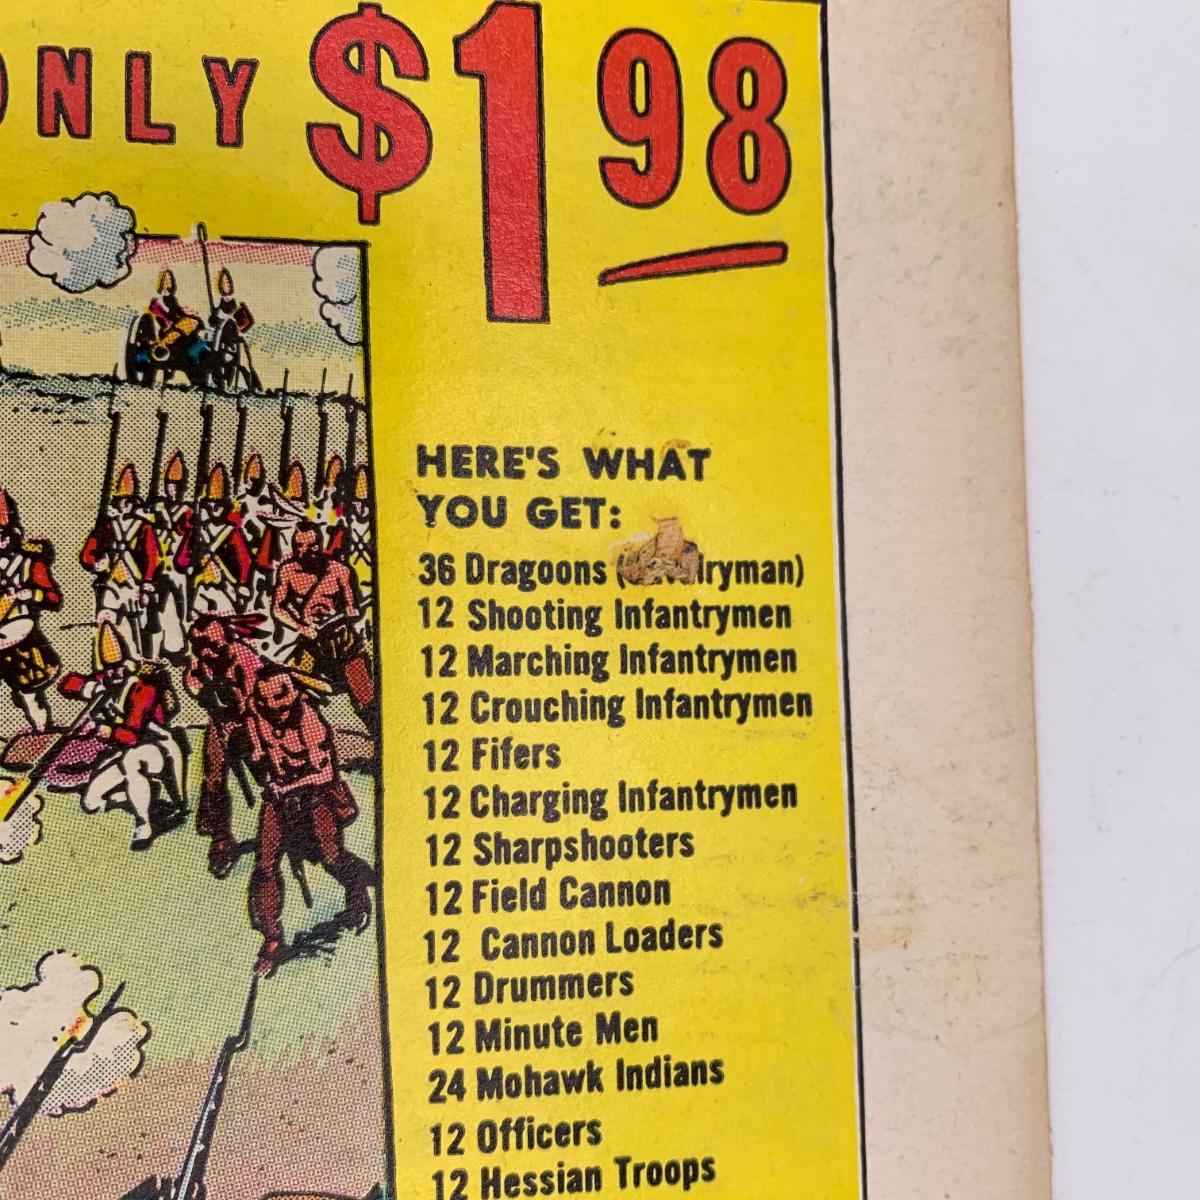 ONLY $1.98
HERE'S WHAT
YOU GET:
36 Dragoons
12 Shooting Infantrymen
12 Marching Infantrymen
12 Crouching Infantrymen
12 Fifers
12 Charging Infantrymen
12 Sharpshooters
12 Field Cannon
12 Cannon Loaders
12 Drummers
12 Minute Men
24 Mohawk Indians
12 Officers
12 Hessian Troops